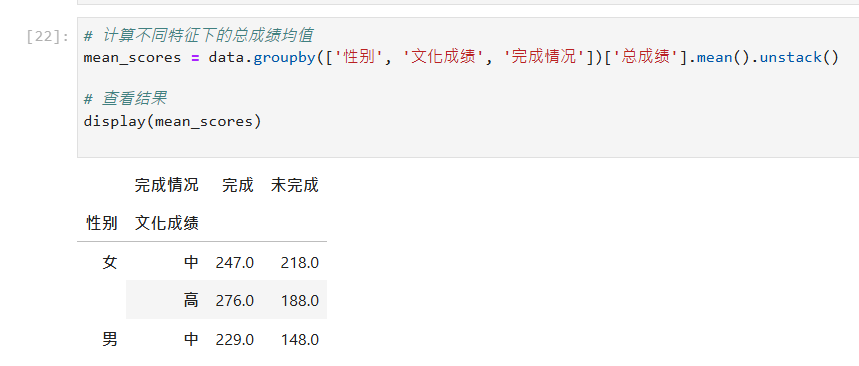 [22]:
# 计算不同特征下的总成绩均值
mean_scores = data.groupby(['性别', '文化成绩', '完成情况'])['总成绩'].mean().unstack()
# 查看结果
display(mean_scores)
完成情况 完成 未完成
性别 文化成绩
女 中 247.0 218.0
高 276.0 188.0
男 中 229.0 148.0